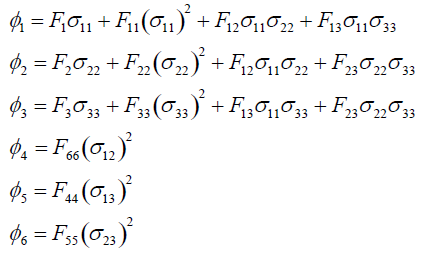 ϕ₁ = F₁σ₁₁ + F₁₁(σ₁₁)² + F₁₂σ₁₁σ₂₂ + F₁₃σ₁₁σ₃₃
ϕ₂ = F₂σ₂₂ + F₂₂(σ₂₂)² + F₁₂σ₁₁σ₂₂ + F₂₃σ₂₂σ₃₃
ϕ₃ = F₃σ₃₃ + F₃₃(σ₃₃)² + F₁₃σ₁₁σ₃₃ + F₂₃σ₂₂σ₃₃
ϕ₄ = F₆₆(σ₁₂)²
ϕ₅ = F₄₄(σ₁₃)²
ϕ₆ = F₅₅(σ₂₃)²